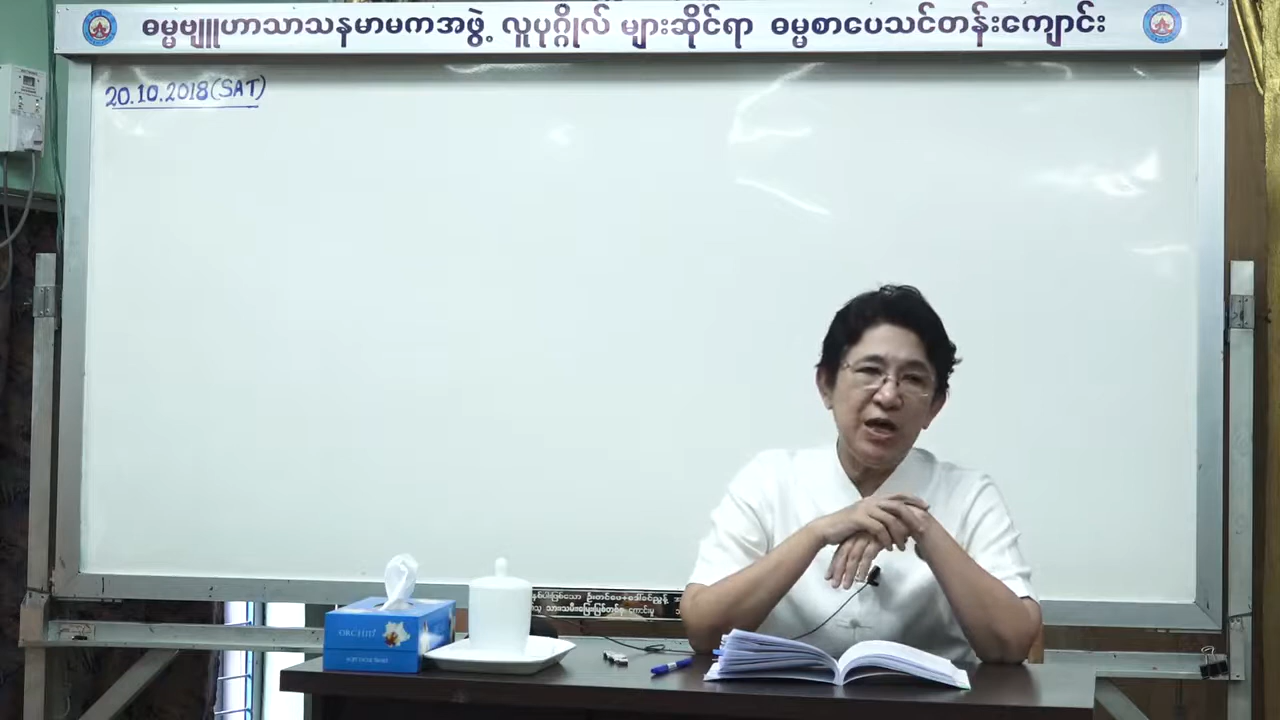 ဓမ္မဗျူဟာသာသနမာမကအဖွဲ့ လူပုဂ္ဂိုလ် များဆိုင်ရာ ဓမ္မစာပေသင်တန်းကျောင်း
20.10.2018(SAT)